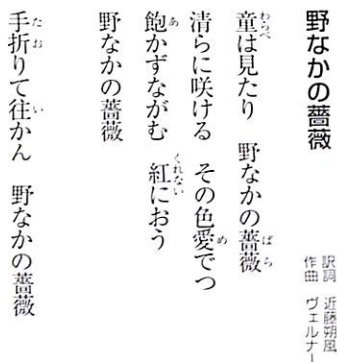 野なかの薔薇
訳詞　近藤朔風
作曲　ヴェルナー
童は見たり　野なかの薔薇
清らに咲ける　その色愛でつ
飽かずながむ　紅におう
野なかの薔薇
手折りて往かん　野なかの薔薇